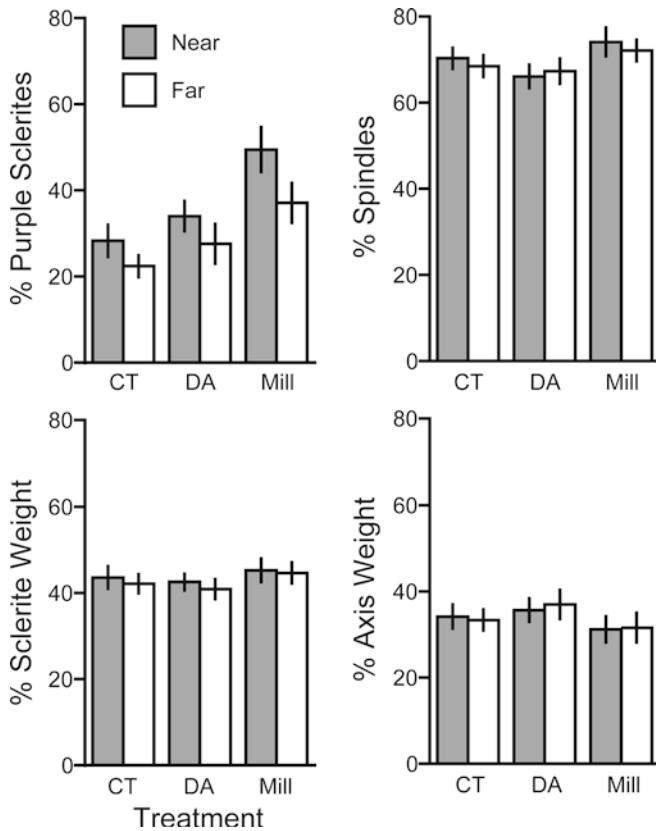 % Purple Sclerites
80
60
40
20
0
Near
Far
CT DA Mill
% Spindles
80
60
40
20
0
CT DA Mill
% Sclerite Weight
80
60
40
20
0
CT DA Mill
Treatment
% Axis Weight
80
60
40
20
0
CT DA Mill